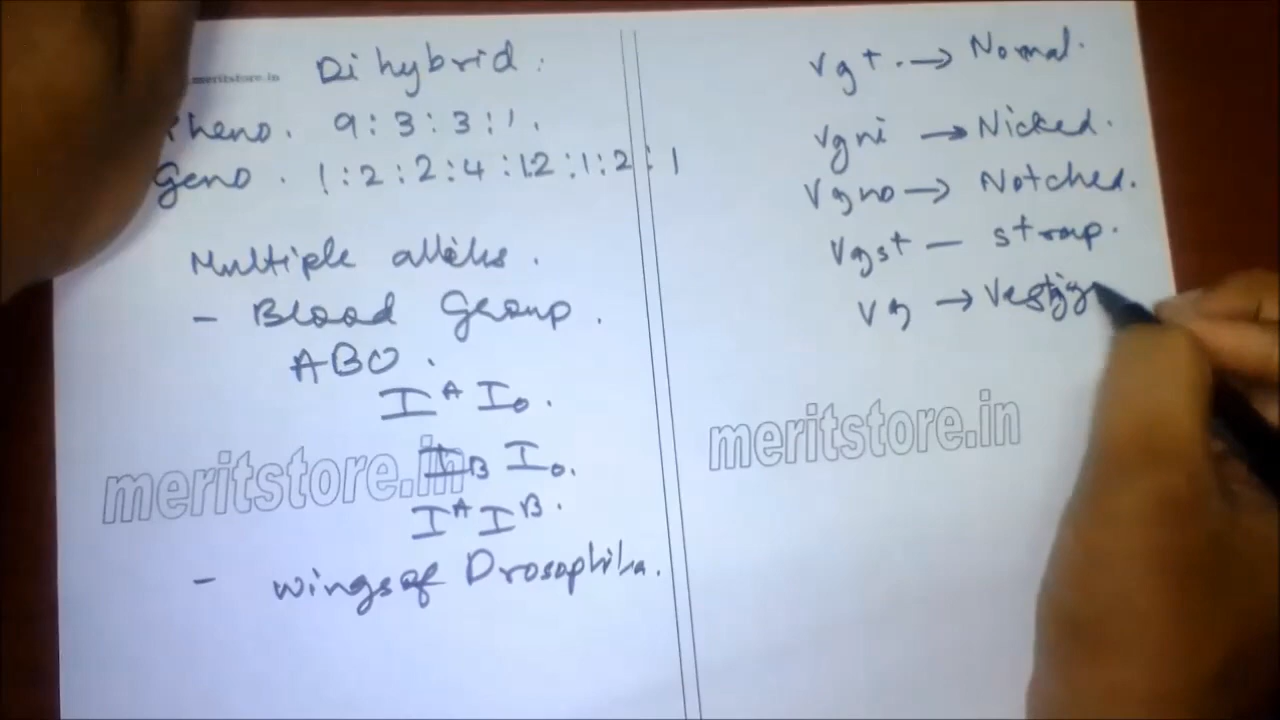 meritstore.in
Dihybrid.
Pheno. 9:3:3:1.
Geno. 1:2:2:4:12:1:2:1
Multiple alleles.
- Blood Group.
ABO.
I^A I_o.
I_B I_o.
meritstore.in
I^A I^B.
- wings of Drosophila.
vg+. → Normal.
vgni → Nicked.
vgno → Notched.
vgst — strap.
vg → Vestig
meritstore.in